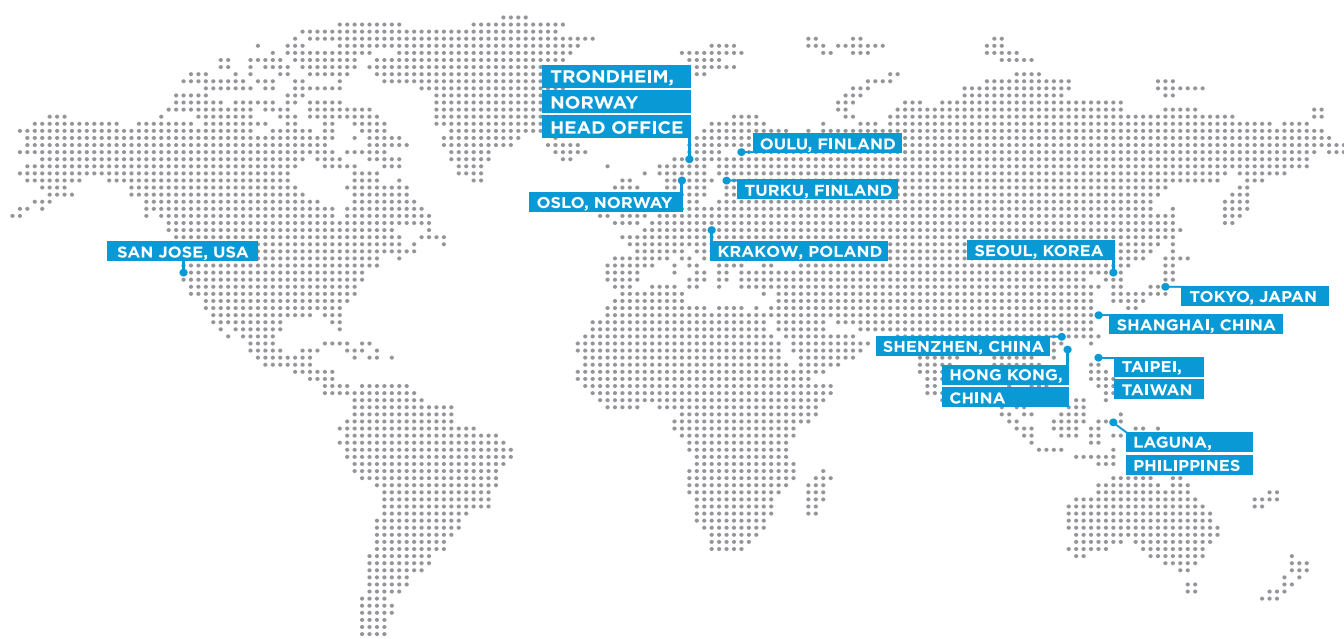 TRONDHEIM,
NORWAY
HEAD OFFICE
OULU, FINLAND
TURKU, FINLAND
OSLO, NORWAY
SAN JOSE, USA
KRAKOW, POLAND
SEOUL, KOREA
TOKYO, JAPAN
SHANGHAI, CHINA
SHENZHEN, CHINA
HONG KONG,
CHINA
TAIPEI,
TAIWAN
LAGUNA,
PHILIPPINES